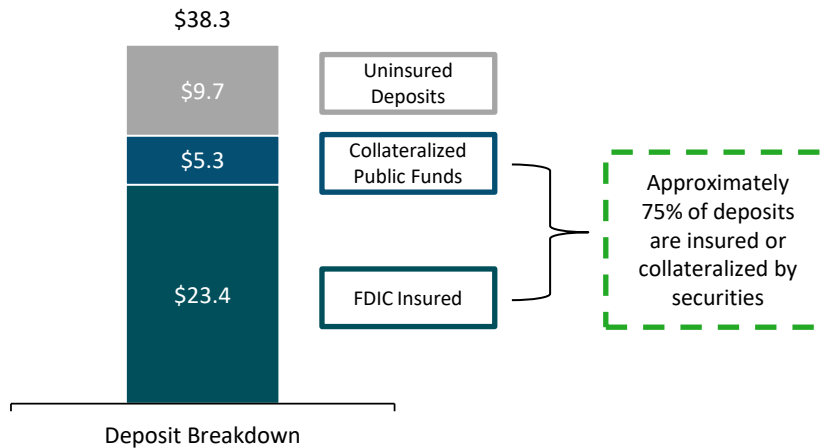 $38.3
$9.7
Uninsured
Deposits
$5.3
Collateralized
Public Funds
Approximately
75% of deposits
are insured or
collateralized by
securities
$23.4
FDIC Insured
Deposit Breakdown